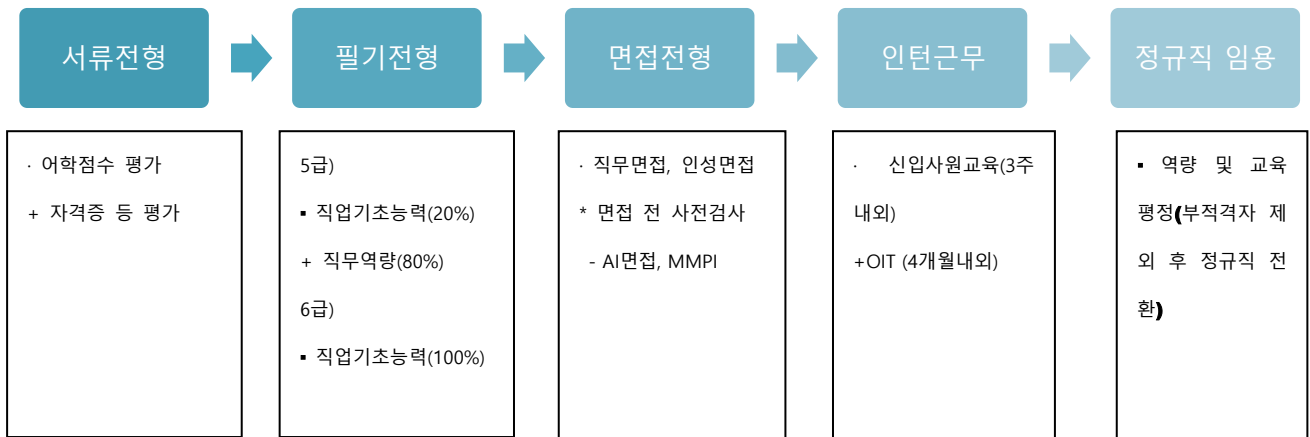 서류전형
필기전형
면접전형
인턴근무
정규직 임용
· 어학점수 평가
+ 자격증 등 평가
5급)
▪ 직업기초능력(20%)
+ 직무역량(80%)
6급)
▪ 직업기초능력(100%)
· 직무면접, 인성면접
* 면접 전 사전검사
- AI면접, MMPI
· 신입사원교육(3주
내외)
+OIT (4개월내외)
▪ 역량 및 교육
평정(부적격자 제
외 후 정규직 전
환)